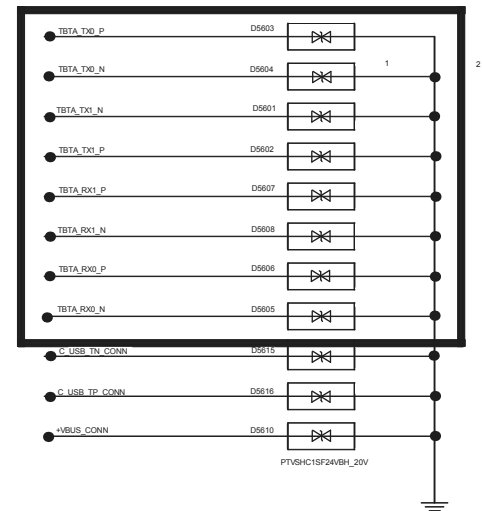 TBTA_TX0_P D5603
TBTA_TX0_N D5604 1 2
TBTA_TX1_N D5601
TBTA_TX1_P D5602
TBTA_RX1_P D5607
TBTA_RX1_N D5608
TBTA_RX0_P D5606
TBTA_RX0_N D5605
C_USB_TN_CONN D5615
C_USB_TP_CONN D5616
+VBUS_CONN D5610
PTVSHC1SF24VBH_20V